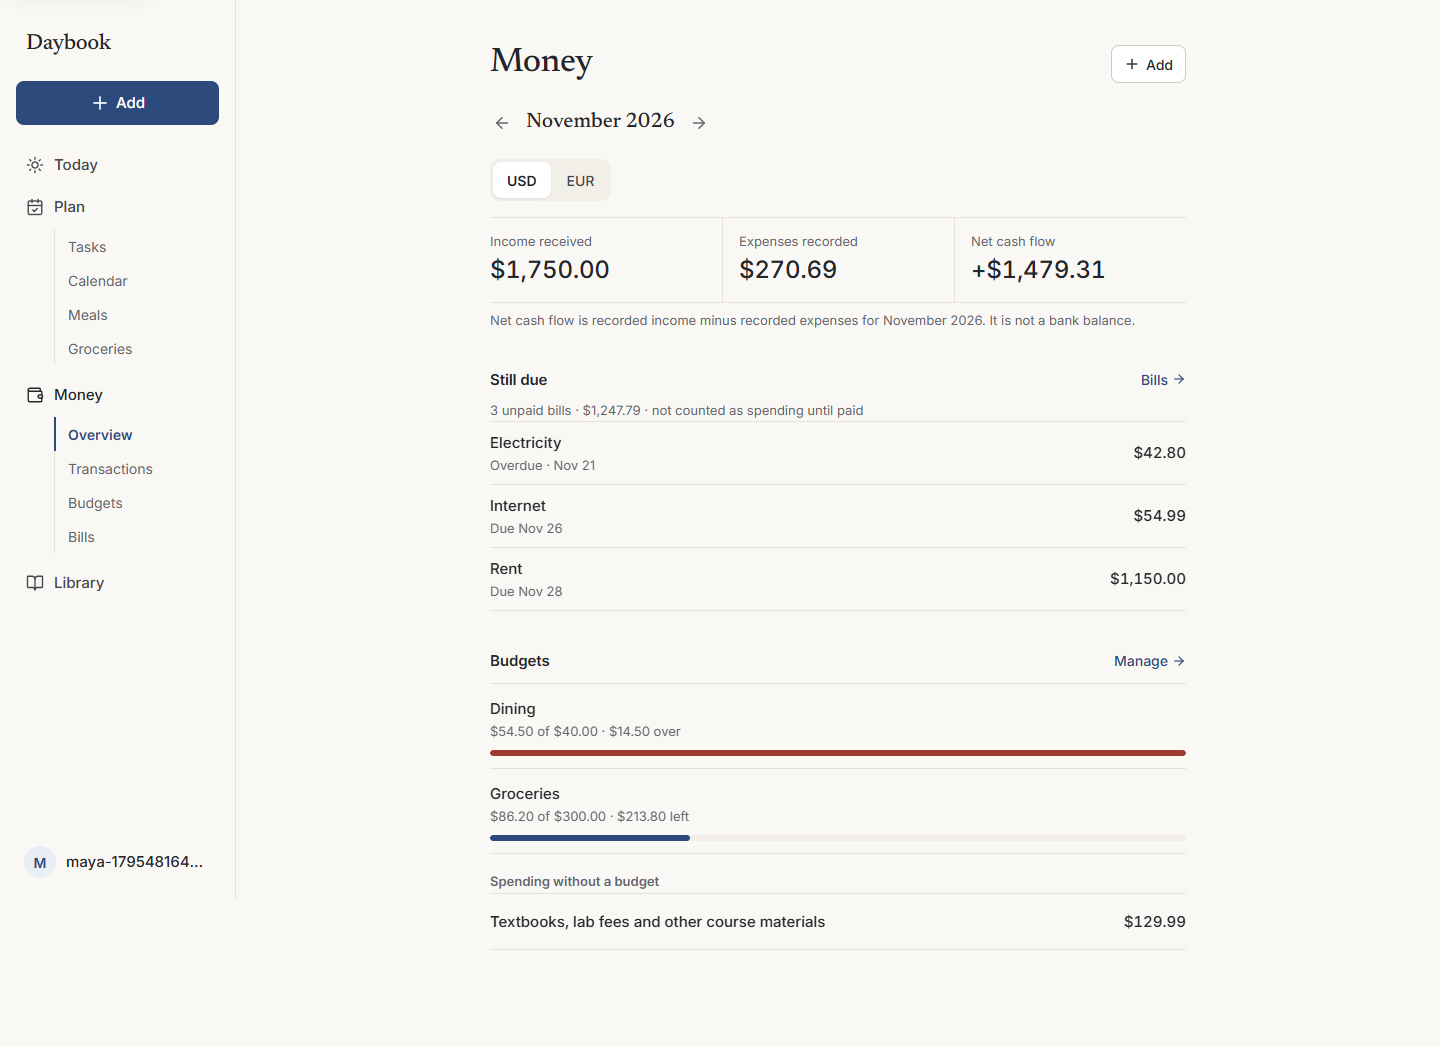 Daybook
Add
Today
Plan
Tasks
Calendar
Meals
Groceries
Money
Overview
Transactions
Budgets
Bills
Library
M
maya-179548164...
Money
Add
November 2026
USD EUR
Income received
$1,750.00
Expenses recorded
$270.69
Net cash flow
+$1,479.31
Net cash flow is recorded income minus recorded expenses for November 2026. It is not a bank balance.
Still due
Bills →
3 unpaid bills · $1,247.79 · not counted as spending until paid
Electricity
Overdue · Nov 21
$42.80
Internet
Due Nov 26
$54.99
Rent
Due Nov 28
$1,150.00
Budgets
Manage →
Dining
$54.50 of $40.00 · $14.50 over
Groceries
$86.20 of $300.00 · $213.80 left
Spending without a budget
Textbooks, lab fees and other course materials
$129.99